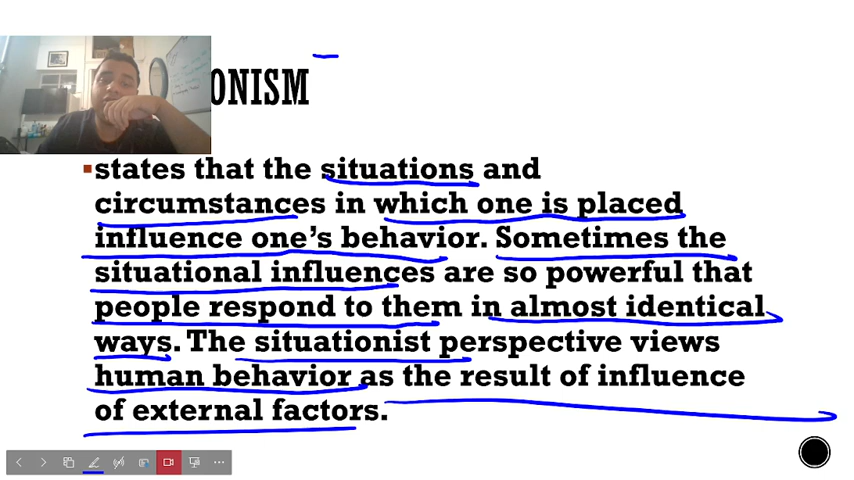 ONISM
states that the situations and
circumstances in which one is placed
influence one's behavior. Sometimes the
situational influences are so powerful that
people respond to them in almost identical
ways. The situationist perspective views
human behavior as the result of influence
of external factors.